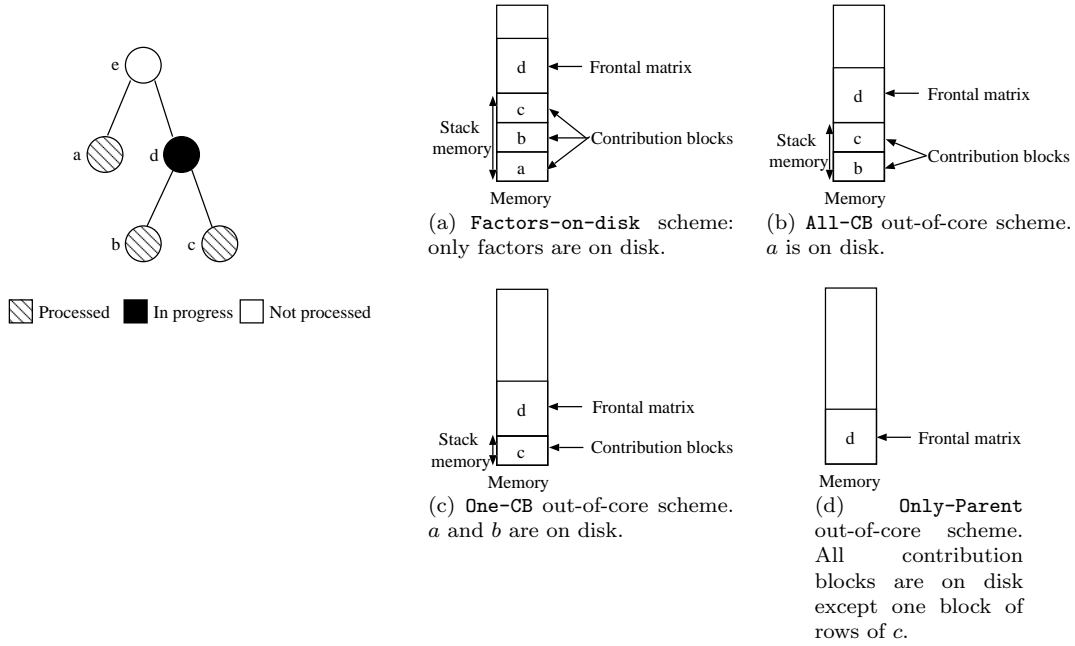 e
a
d
b
c
Processed
In progress
Not processed
d
Frontal matrix
c
Stack
memory
b
Contribution blocks
a
Memory
(a) Factors-on-disk scheme:
only factors are on disk.
d
Frontal matrix
c
Stack
memory
Contribution blocks
b
Memory
(b) All-CB out-of-core scheme.
a is on disk.
d
Frontal matrix
Stack
memory
c
Contribution blocks
Memory
(c) One-CB out-of-core scheme.
a and b are on disk.
d
Frontal matrix
Memory
(d) Only-Parent
out-of-core scheme.
All contribution
blocks are on disk
except one block of
rows of c.